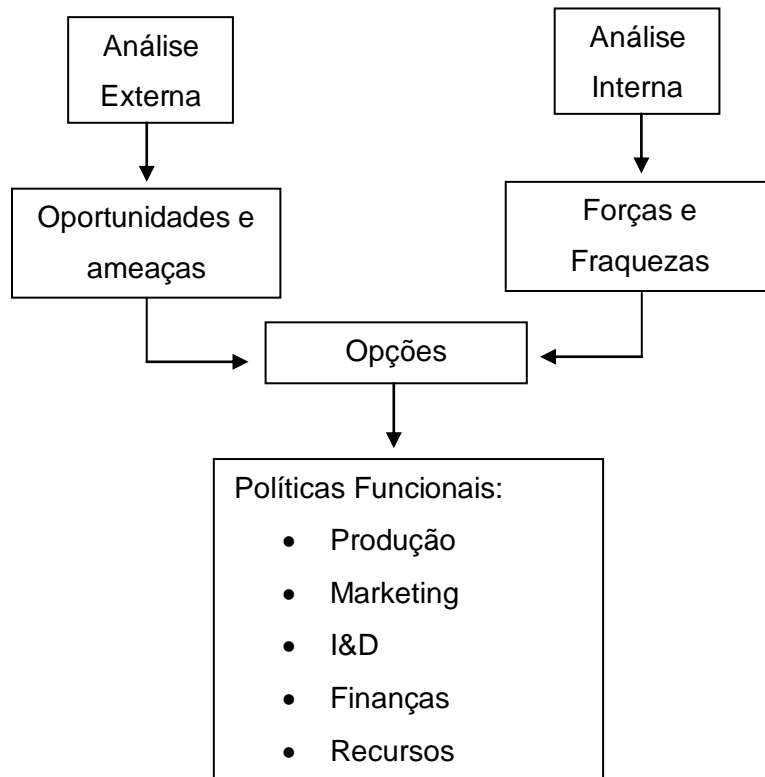 Análise
Externa
Análise
Interna
Oportunidades e
ameaças
Forças e
Fraquezas
Opções
Políticas Funcionais:
• Produção
• Marketing
• I&D
• Finanças
• Recursos